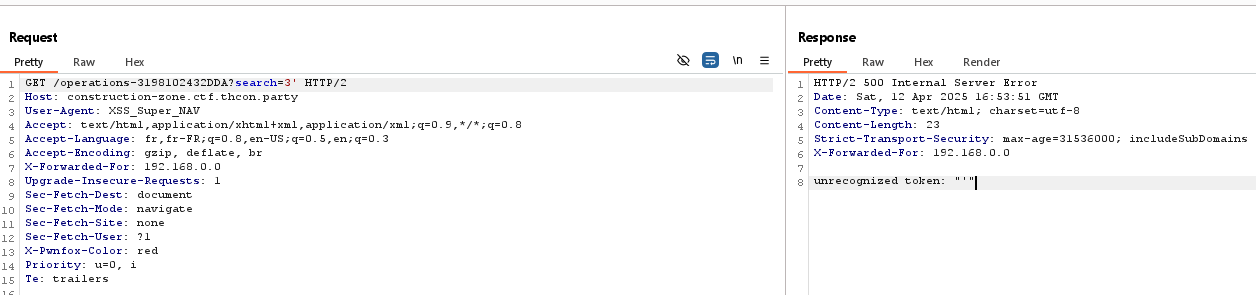 Request
Pretty Raw Hex
\n
1 GET /operations-3198102432DDA?search=3' HTTP/2
2 Host: construction-zone.ctf.thcon.party
3 User-Agent: XSS_Super_NAV
4 Accept: text/html,application/xhtml+xml,application/xml;q=0.9,*/*;q=0.8
5 Accept-Language: fr,fr-FR;q=0.8,en-US;q=0.5,en;q=0.3
6 Accept-Encoding: gzip, deflate, br
7 X-Forwarded-For: 192.168.0.0
8 Upgrade-Insecure-Requests: 1
9 Sec-Fetch-Dest: document
10 Sec-Fetch-Mode: navigate
11 Sec-Fetch-Site: none
12 Sec-Fetch-User: ?1
13 X-Pwnfox-Color: red
14 Priority: u=0, i
15 Te: trailers
16
Response
Pretty Raw Hex Render
1 HTTP/2 500 Internal Server Error
2 Date: Sat, 12 Apr 2025 16:53:51 GMT
3 Content-Type: text/html; charset=utf-8
4 Content-Length: 23
5 Strict-Transport-Security: max-age=31536000; includeSubDomains
6 X-Forwarded-For: 192.168.0.0
7
8 unrecognized token: "'"